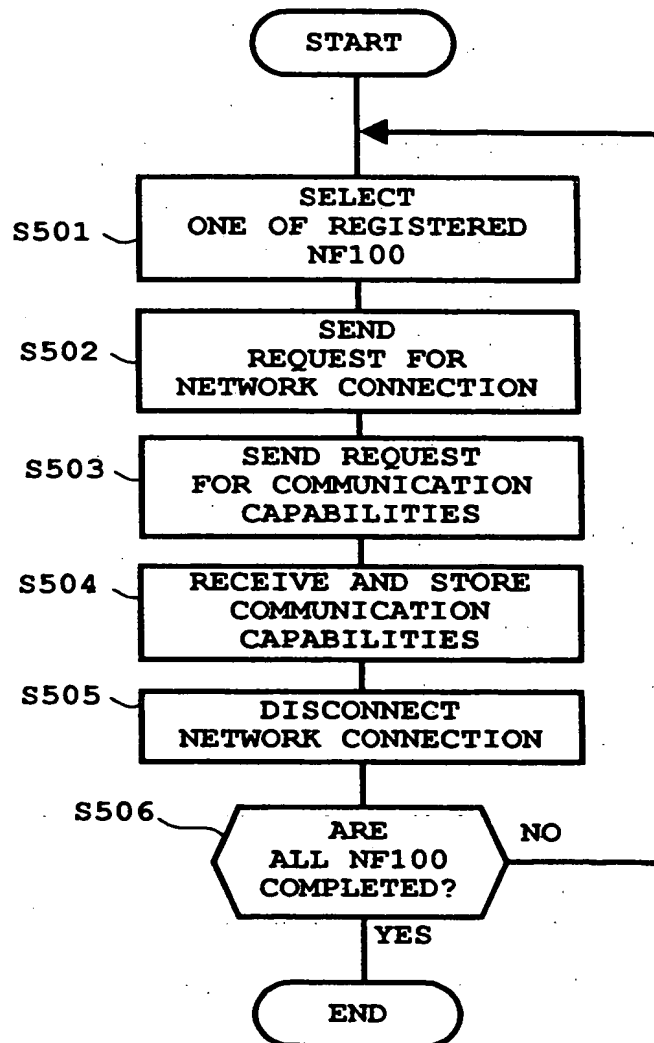 START
SELECT
ONE OF REGISTERED
NF100
S501
SEND
REQUEST FOR
NETWORK CONNECTION
S502
SEND REQUEST
FOR COMMUNICATION
CAPABILITIES
S503
RECEIVE AND STORE
COMMUNICATION
CAPABILITIES
S504
DISCONNECT
NETWORK CONNECTION
S505
ARE
ALL NF100
COMPLETED?
S506
NO
YES
END